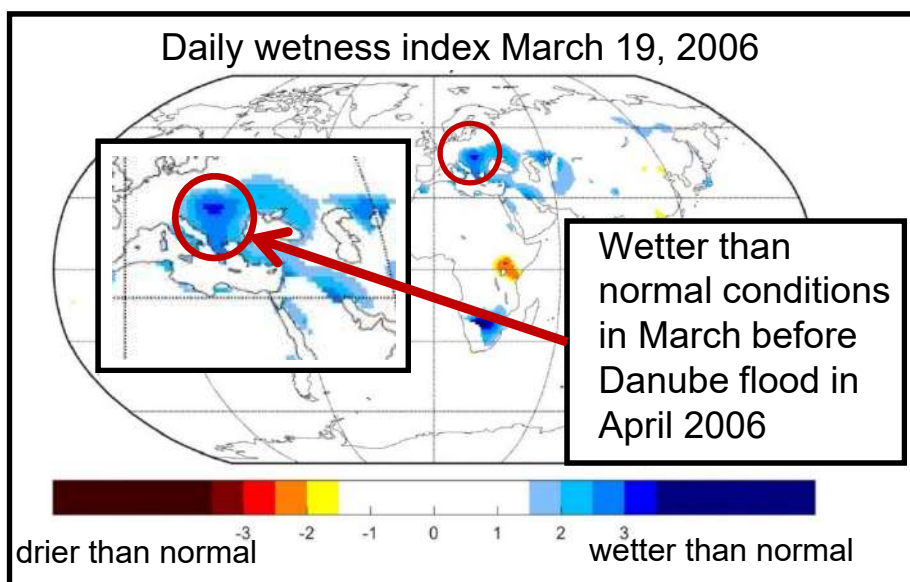 Daily wetness index March 19, 2006
Wetter than
normal conditions
in March before
Danube flood in
April 2006
-3 -2 -1 0 1 2 3
drier than normal wetter than normal